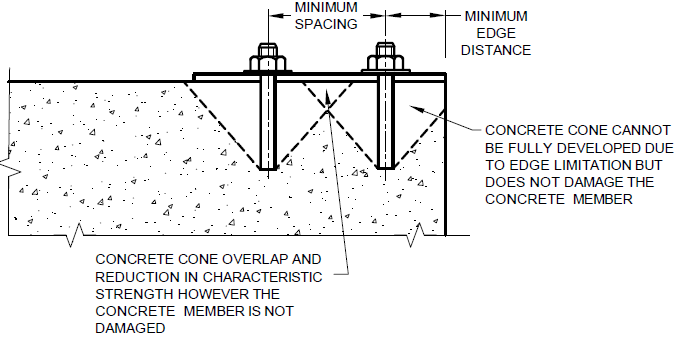 MINIMUM
SPACING
MINIMUM
EDGE
DISTANCE
CONCRETE CONE CANNOT
BE FULLY DEVELOPED DUE
TO EDGE LIMITATION BUT
DOES NOT DAMAGE THE
CONCRETE MEMBER
CONCRETE CONE OVERLAP AND
REDUCTION IN CHARACTERISTIC
STRENGTH HOWEVER THE
CONCRETE MEMBER IS NOT
DAMAGED